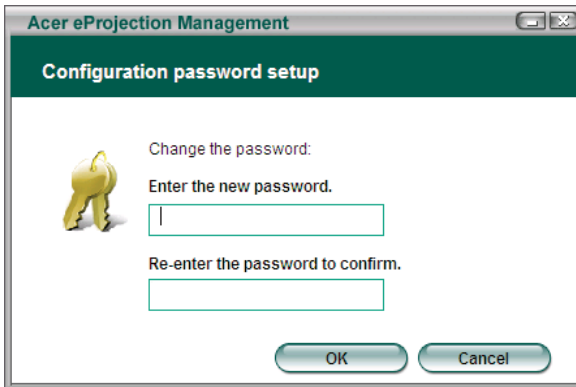 Acer eProjection Management
Configuration password setup
Change the password:
Enter the new password.
Re-enter the password to confirm.
OK
Cancel